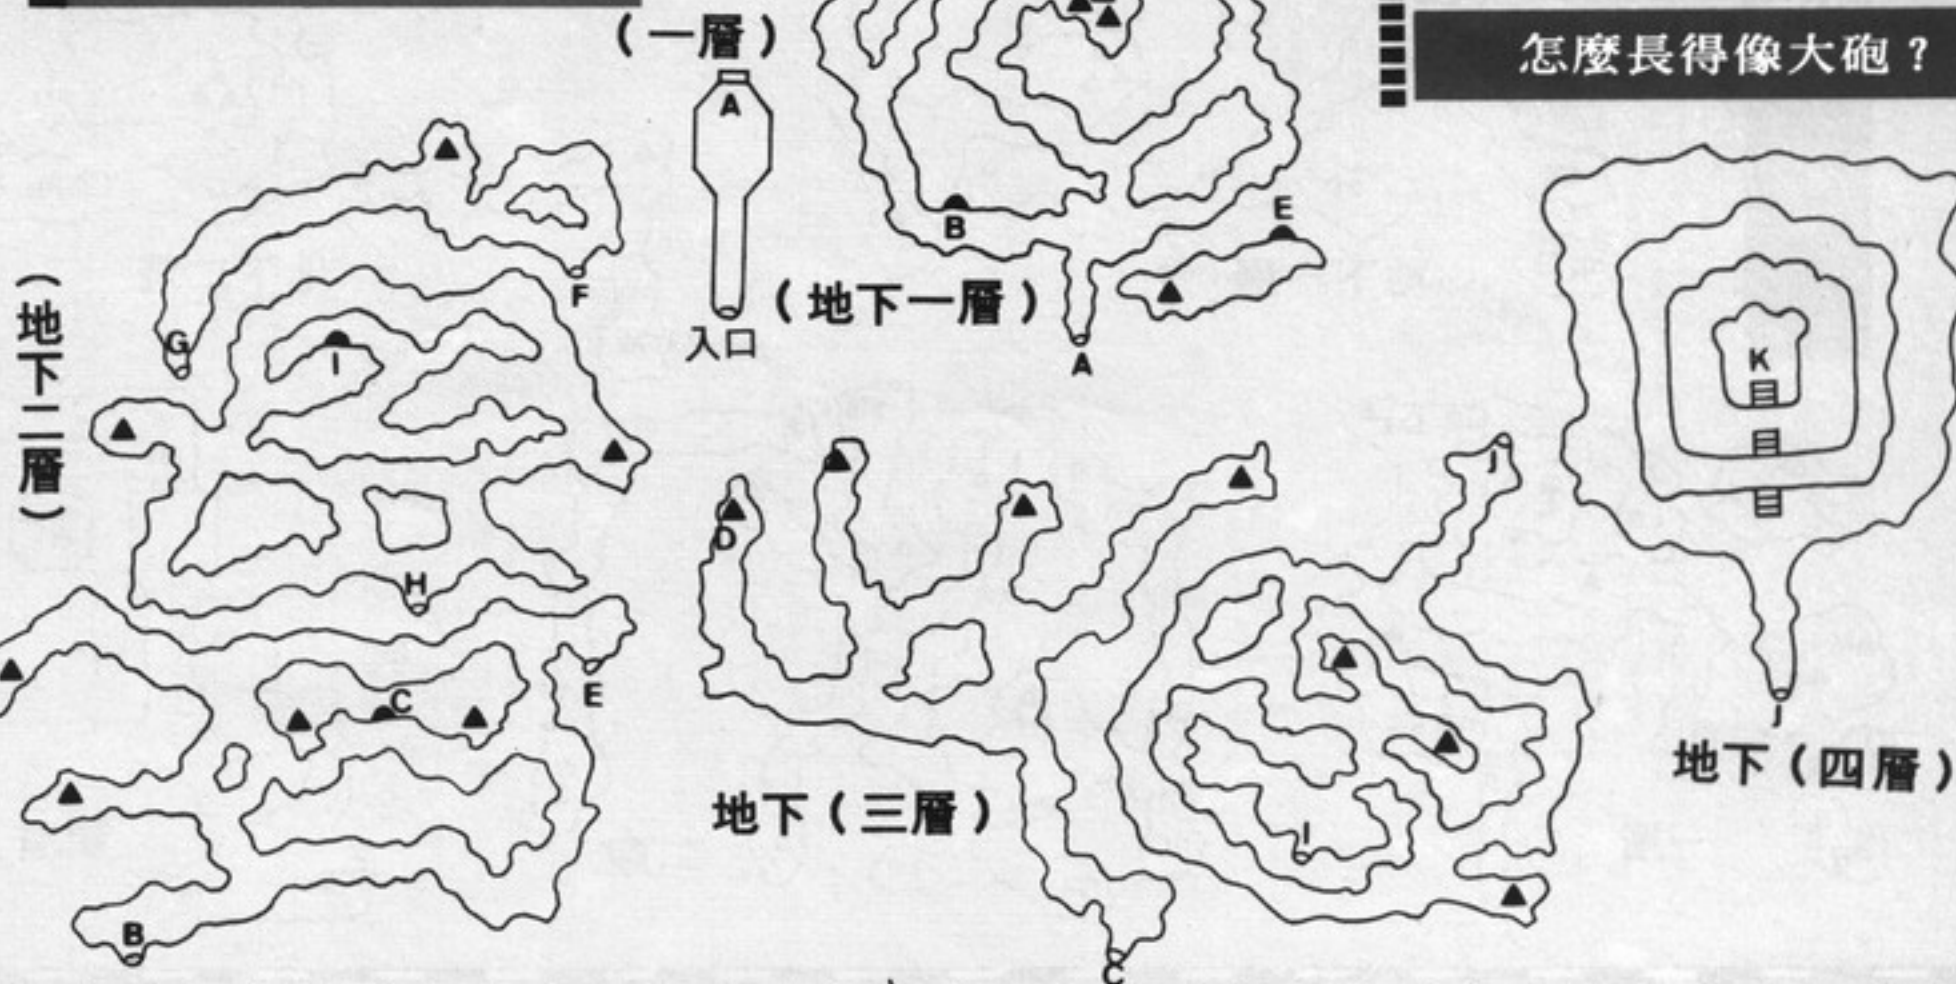 (一層)
怎麼長得像大砲？
A
入口
B
E
(地下一層)
A
(地下二層)
F
G
I
H
C
E
B
D
J
I
C
地下(三層)
K
J
地下(四層)